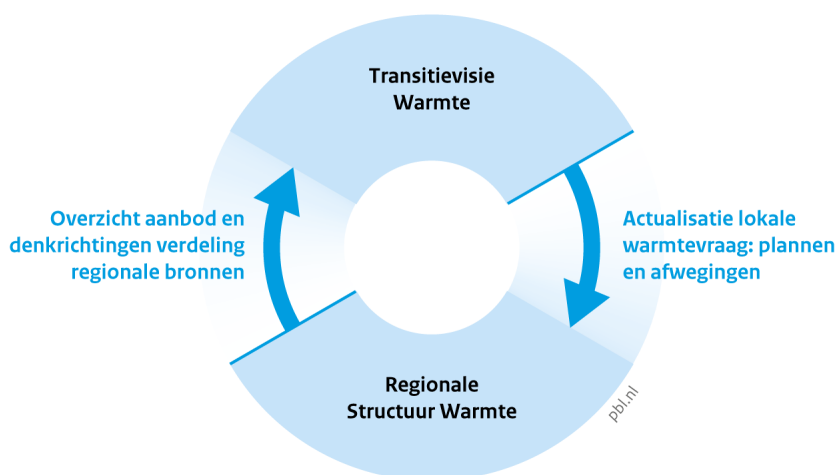 Transitievisie
Warmte
Overzicht aanbod en
denkrichtingen verdeling
regionale bronnen
Actualisatie lokale
warmtevraag: plannen
en afwegingen
Regionale
Structuur Warmte
pbl.nl